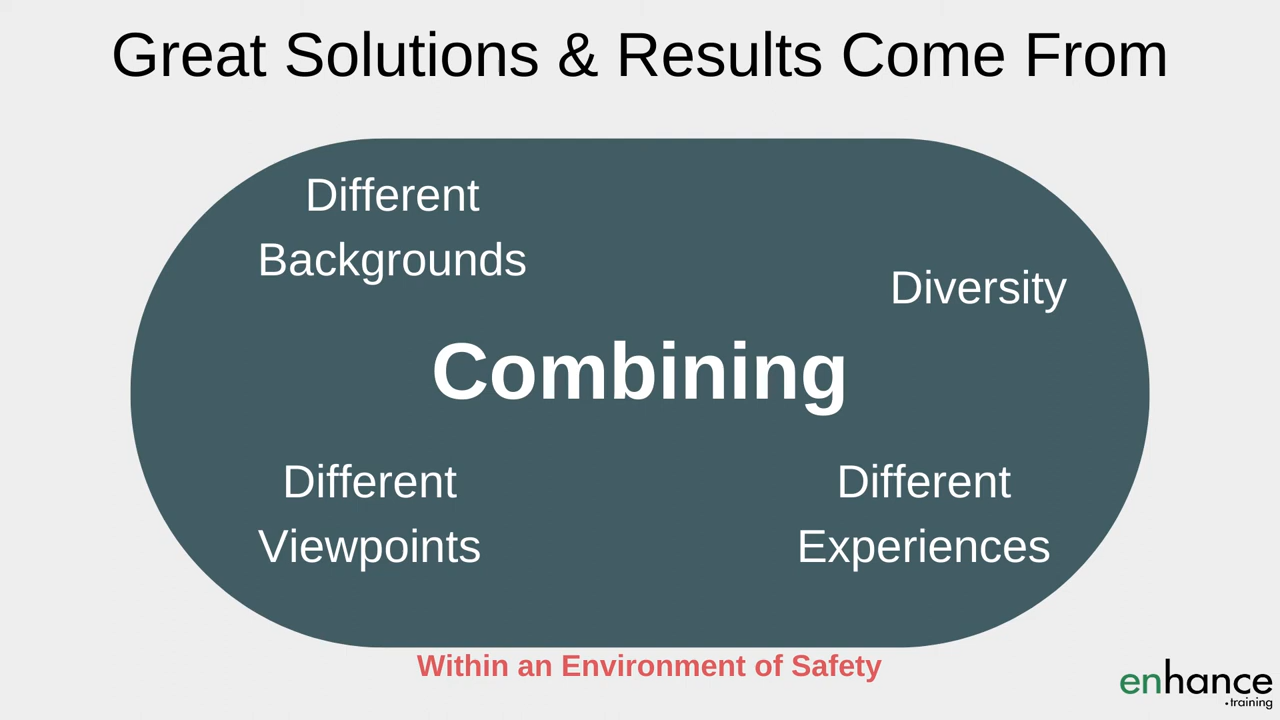 Great Solutions & Results Come From
Different
Backgrounds
Diversity
Combining
Different
Viewpoints
Different
Experiences
Within an Environment of Safety
enhance
.training